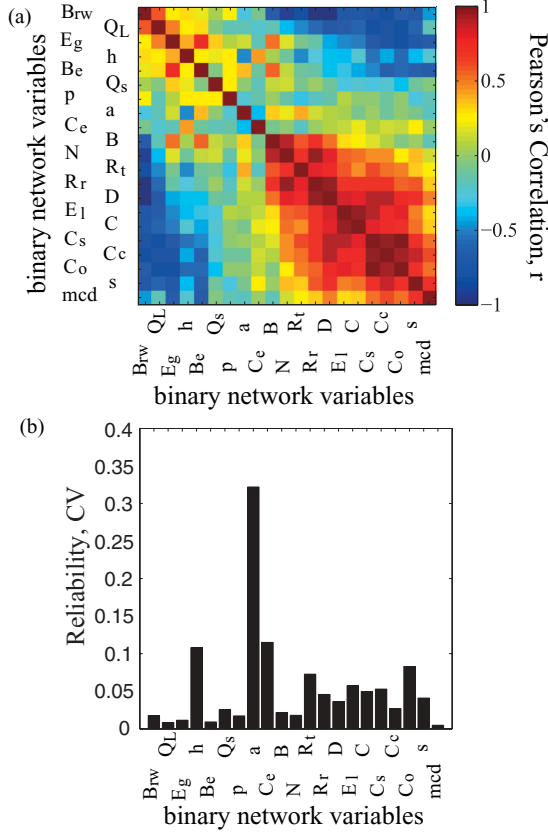 (a)
Brw
QL
Eg
h
Be
Qs
p
a
Ce
B
N
Rt
Rr
D
El
C
Cs
Cc
Co
s
mcd
binary network variables
1
0.5
0
−0.5
−1
Pearson's Correlation, r
QL h Qs a B Rt D C Cc s
Brw Eg Be p Ce N Rr El Cs Co mcd
binary network variables
(b)
0.4
0.35
0.3
0.25
0.2
0.15
0.1
0.05
0
Reliability, CV
QL h Qs a B Rt D C Cc s
Brw Eg Be p Ce N Rr El Cs Co mcd
binary network variables